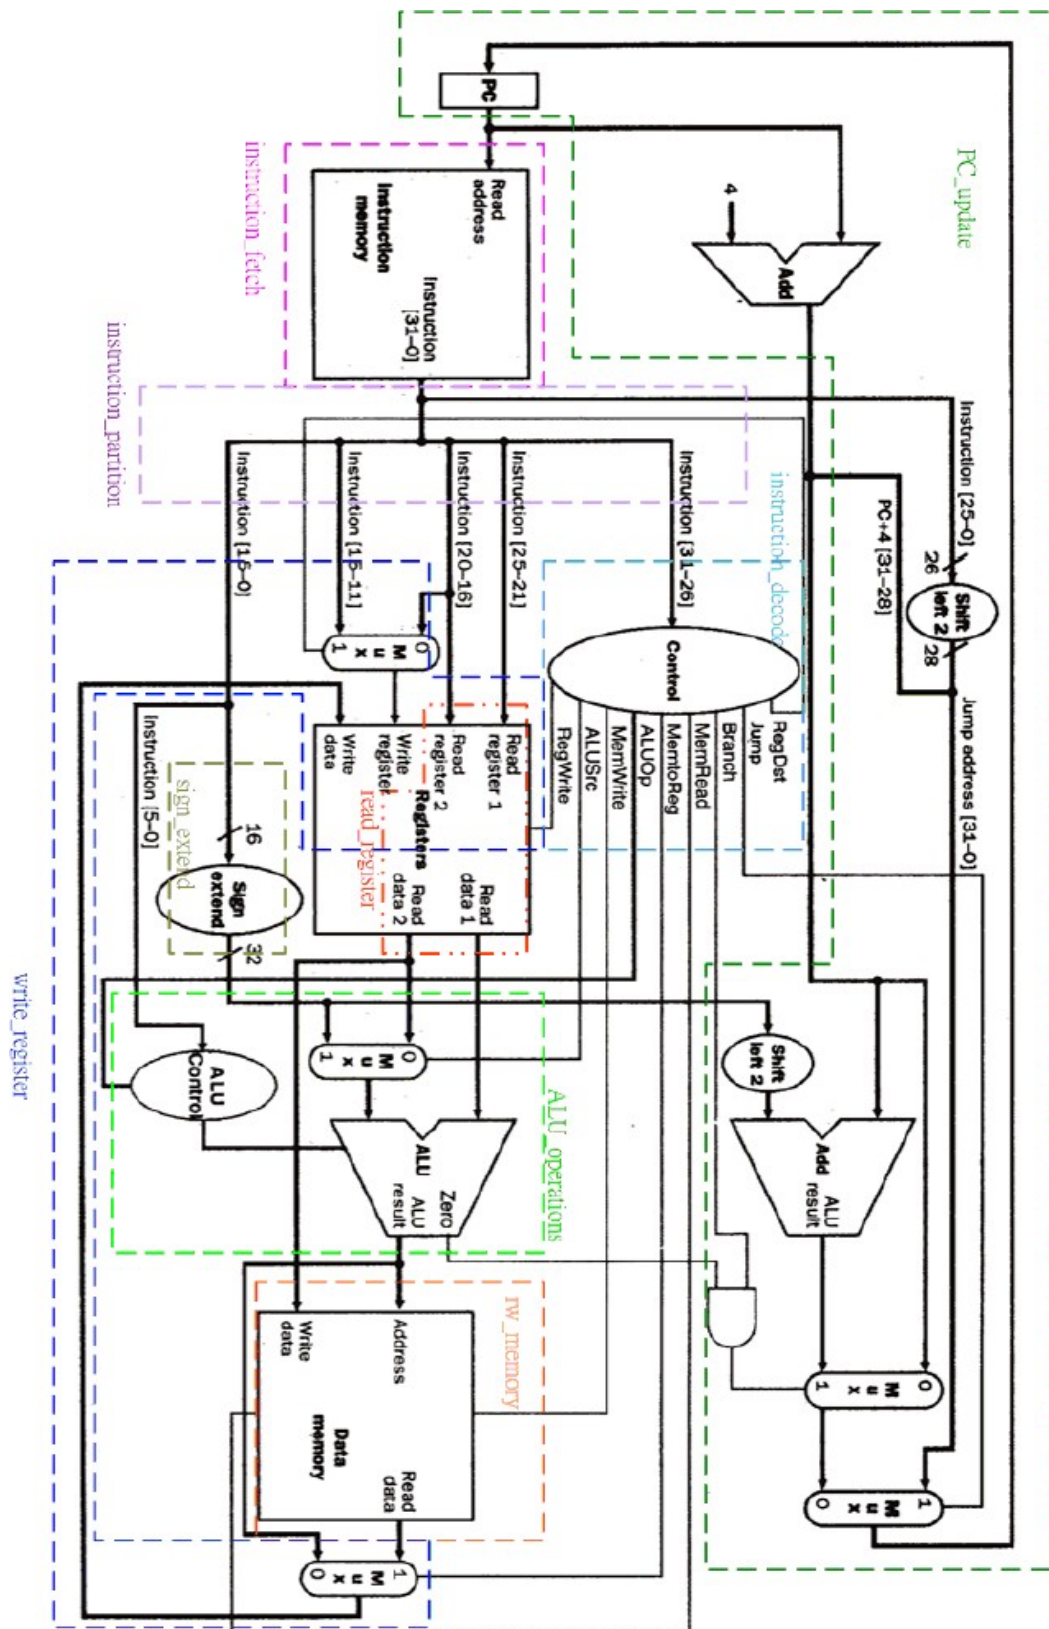 PC_update
PC
4
Add
instruction_fetch
Read
address
Instruction
memory
Instruction
[31–0]
instruction_partition
Instruction [25–0]
26
Shift
left 2
28
PC+4 [31–28]
Jump address [31–0]
instruction_decode
Instruction [31–26]
Instruction [25–21]
Instruction [20–16]
Instruction [15–11]
Instruction [15–0]
Control
RegDst
Jump
Branch
MemRead
MemtoReg
ALUOp
MemWrite
ALUSrc
RegWrite
0
M
u
x
1
Read
register 1
Read
register 2
Write
register
Write
data
Registers
Read
data 1
Read
data 2
read_register
Instruction [5–0]
sign_extend
16
Sign
extend
32
write_register
ALU_operations
0
M
u
x
1
ALU
Control
Zero
ALU
ALU
result
Shift
left 2
Add
ALU
result
rw_memory
Address
Write
data
Data
memory
Read
data
0
M
u
x
1
1
M
u
x
0
1
M
u
x
0